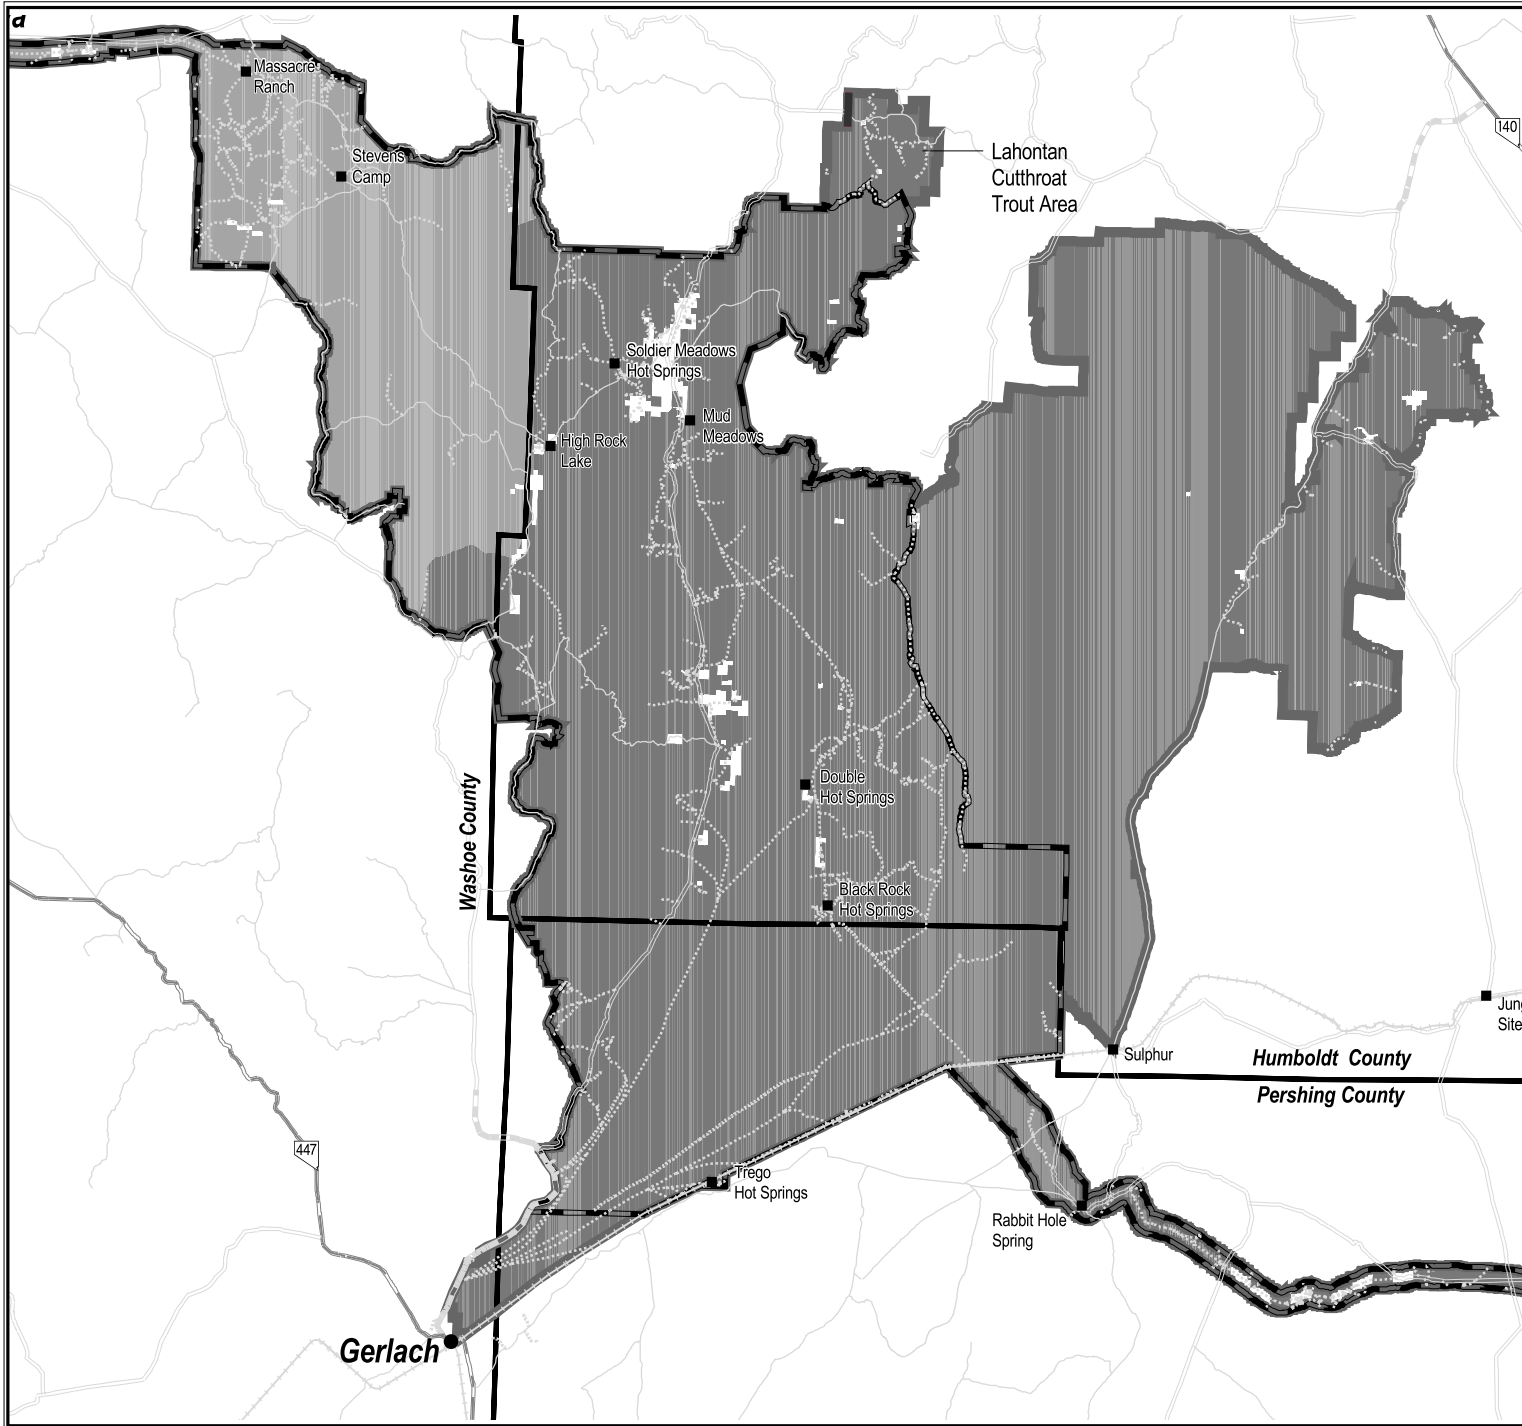 d
Massacre
Ranch
Stevens
Camp
140
Lahontan
Cutthroat
Trout Area
Soldier Meadows
Hot Springs
Mud
Meadows
High Rock
Lake
Double
Hot Springs
Washoe County
Black Rock
Hot Springs
Jung
Site
Sulphur
Humboldt County
Pershing County
447
Trego
Hot Springs
Rabbit Hole
Spring
Gerlach